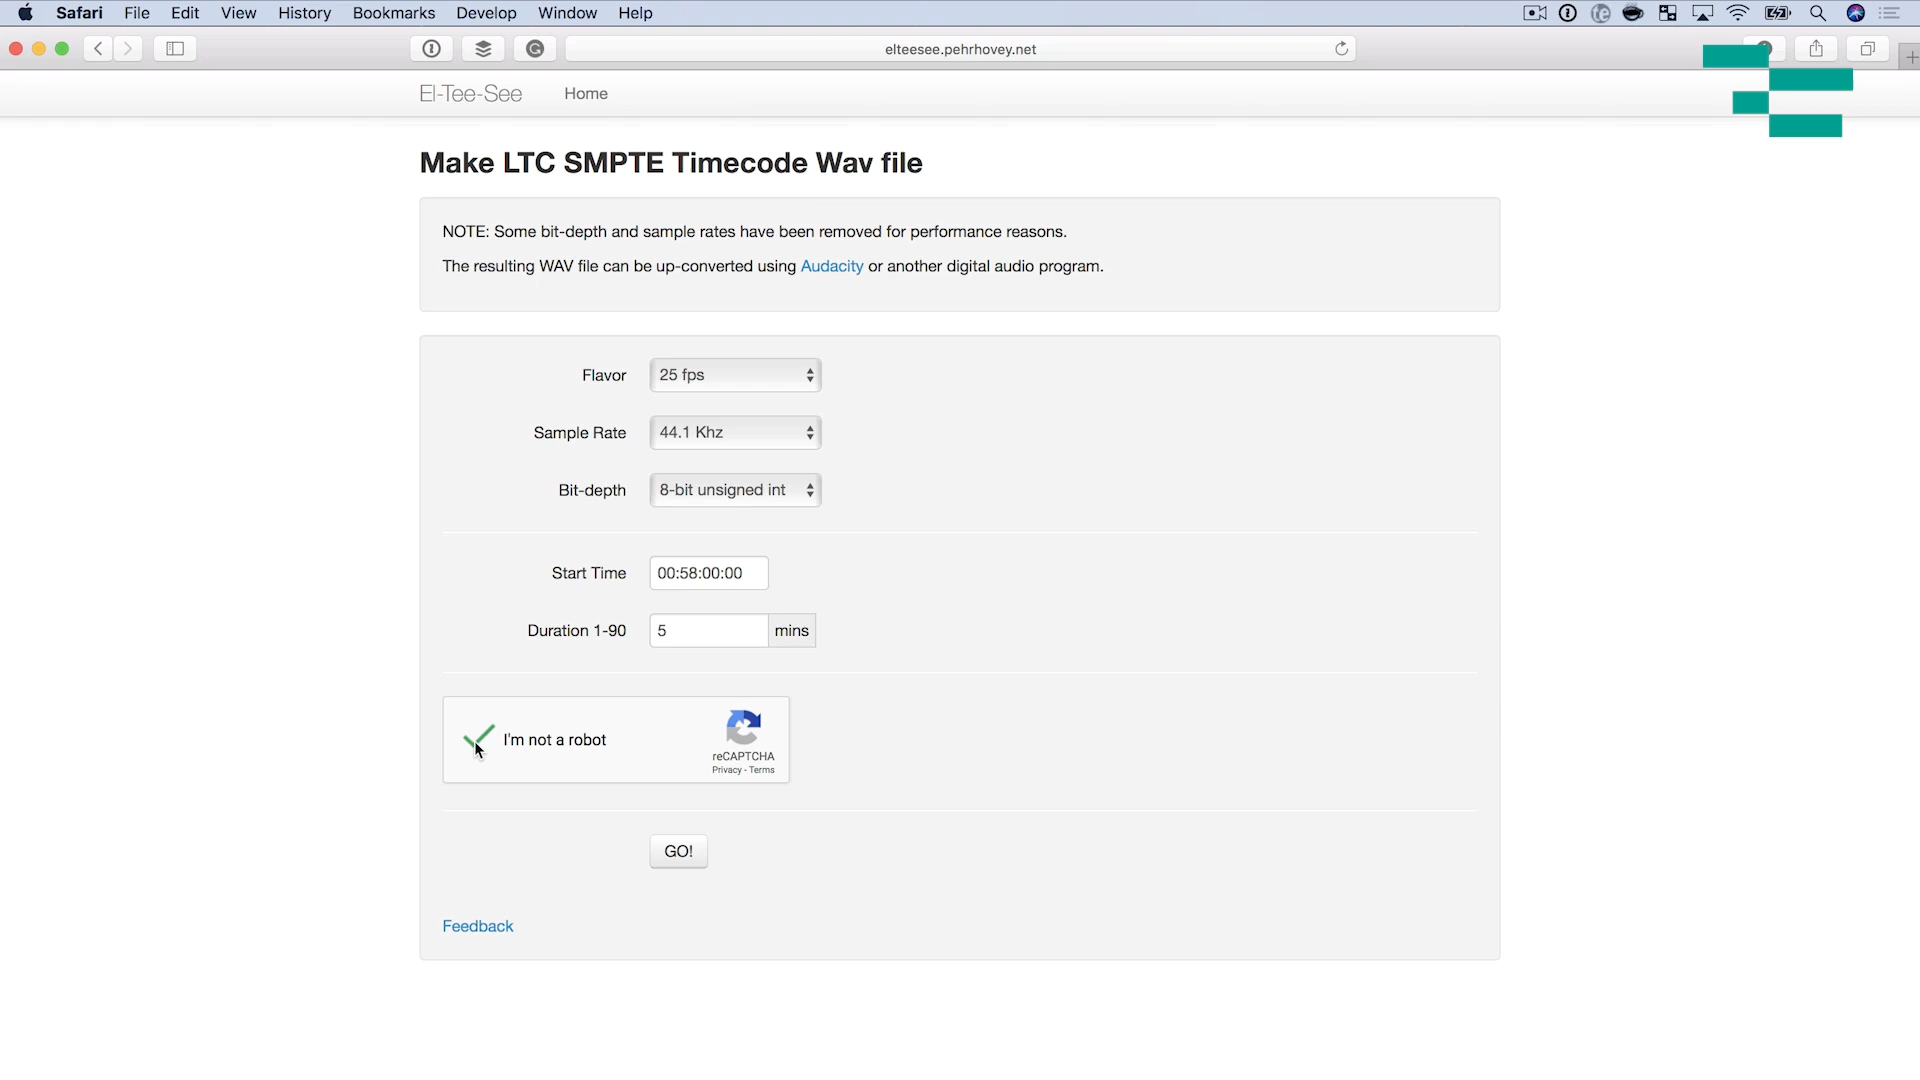 Safari File Edit View History Bookmarks Develop Window Help
elteesee.pehrhovey.net
El-Tee-See Home
Make LTC SMPTE Timecode Wav file
NOTE: Some bit-depth and sample rates have been removed for performance reasons.
The resulting WAV file can be up-converted using Audacity or another digital audio program.
Flavor 25 fps
Sample Rate 44.1 Khz
Bit-depth 8-bit unsigned int
Start Time 00:58:00:00
Duration 1-90 5 mins
I'm not a robot
reCAPTCHA
Privacy - Terms
GO!
Feedback